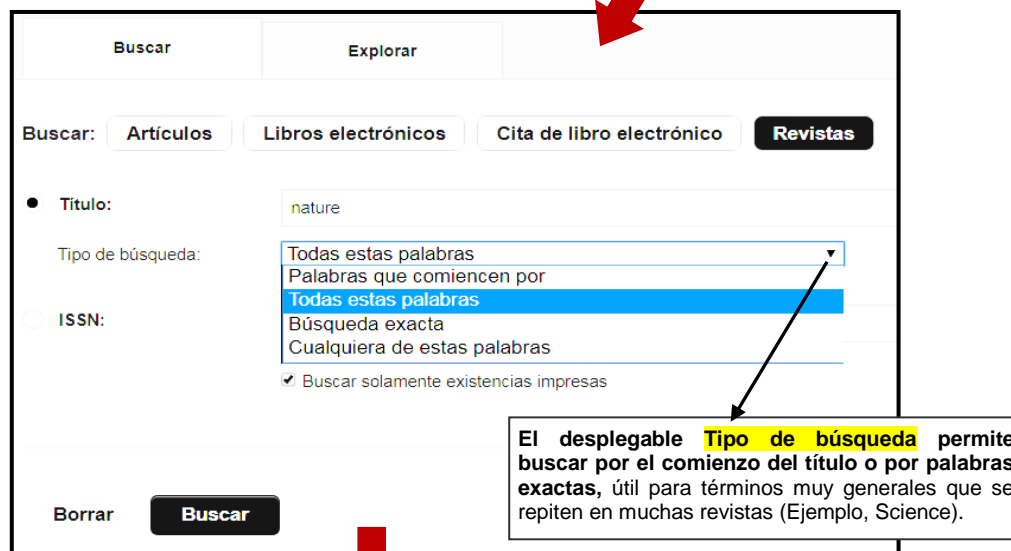 Buscar Explorar
Buscar: Artículos Libros electrónicos Cita de libro electrónico Revistas
Título: nature
Tipo de búsqueda: Todas estas palabras
Palabras que comiencen por
Todas estas palabras
ISSN: Búsqueda exacta
Cualquiera de estas palabras
Buscar solamente existencias impresas
El desplegable Tipo de búsqueda permite
buscar por el comienzo del título o por palabras
exactas, útil para términos muy generales que se
repiten en muchas revistas (Ejemplo, Science).
Borrar Buscar